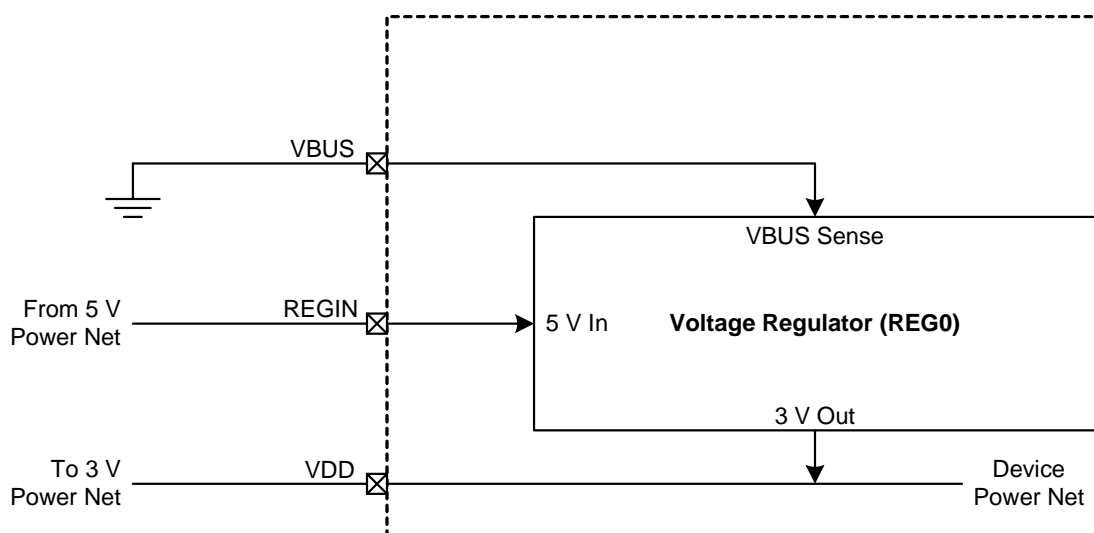 VBUS
VBUS Sense
From 5 V
Power Net
REGIN
5 V In
Voltage Regulator (REG0)
3 V Out
To 3 V
Power Net
VDD
Device
Power Net